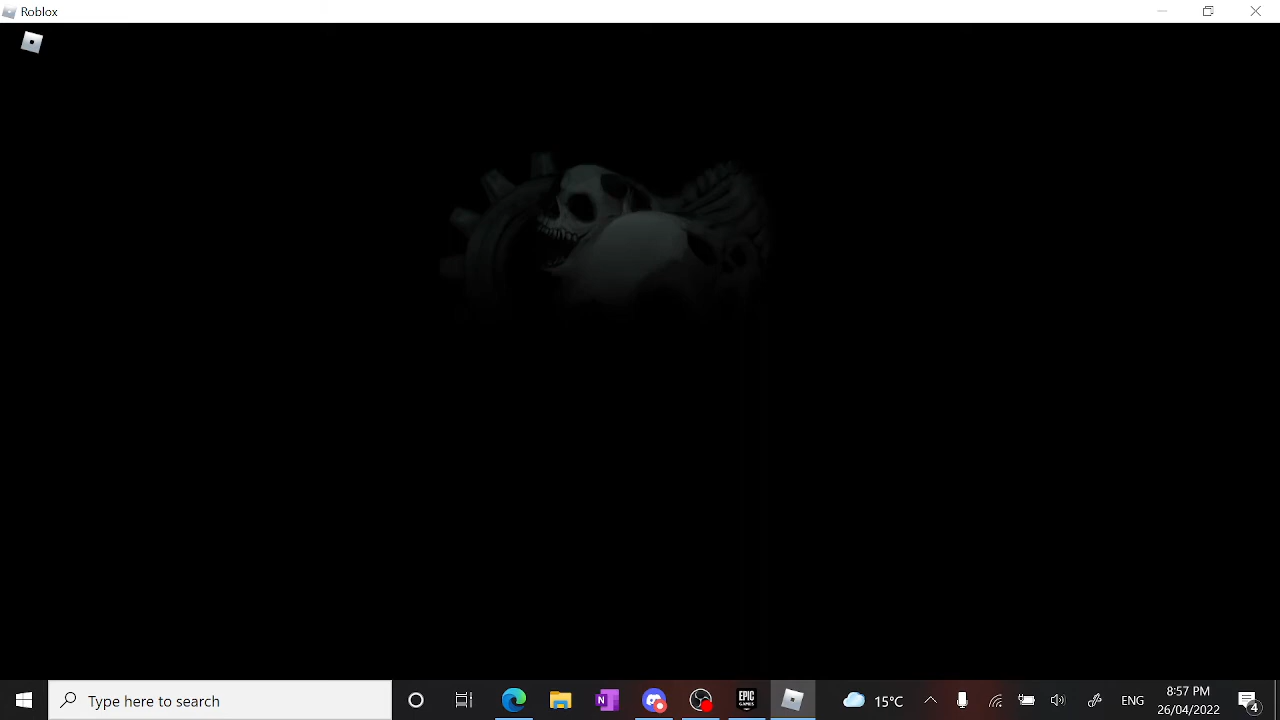 Roblox
Type here to search
N
EPIC
GAMES
15°C
ENG
8:57 PM
26/04/2022
4